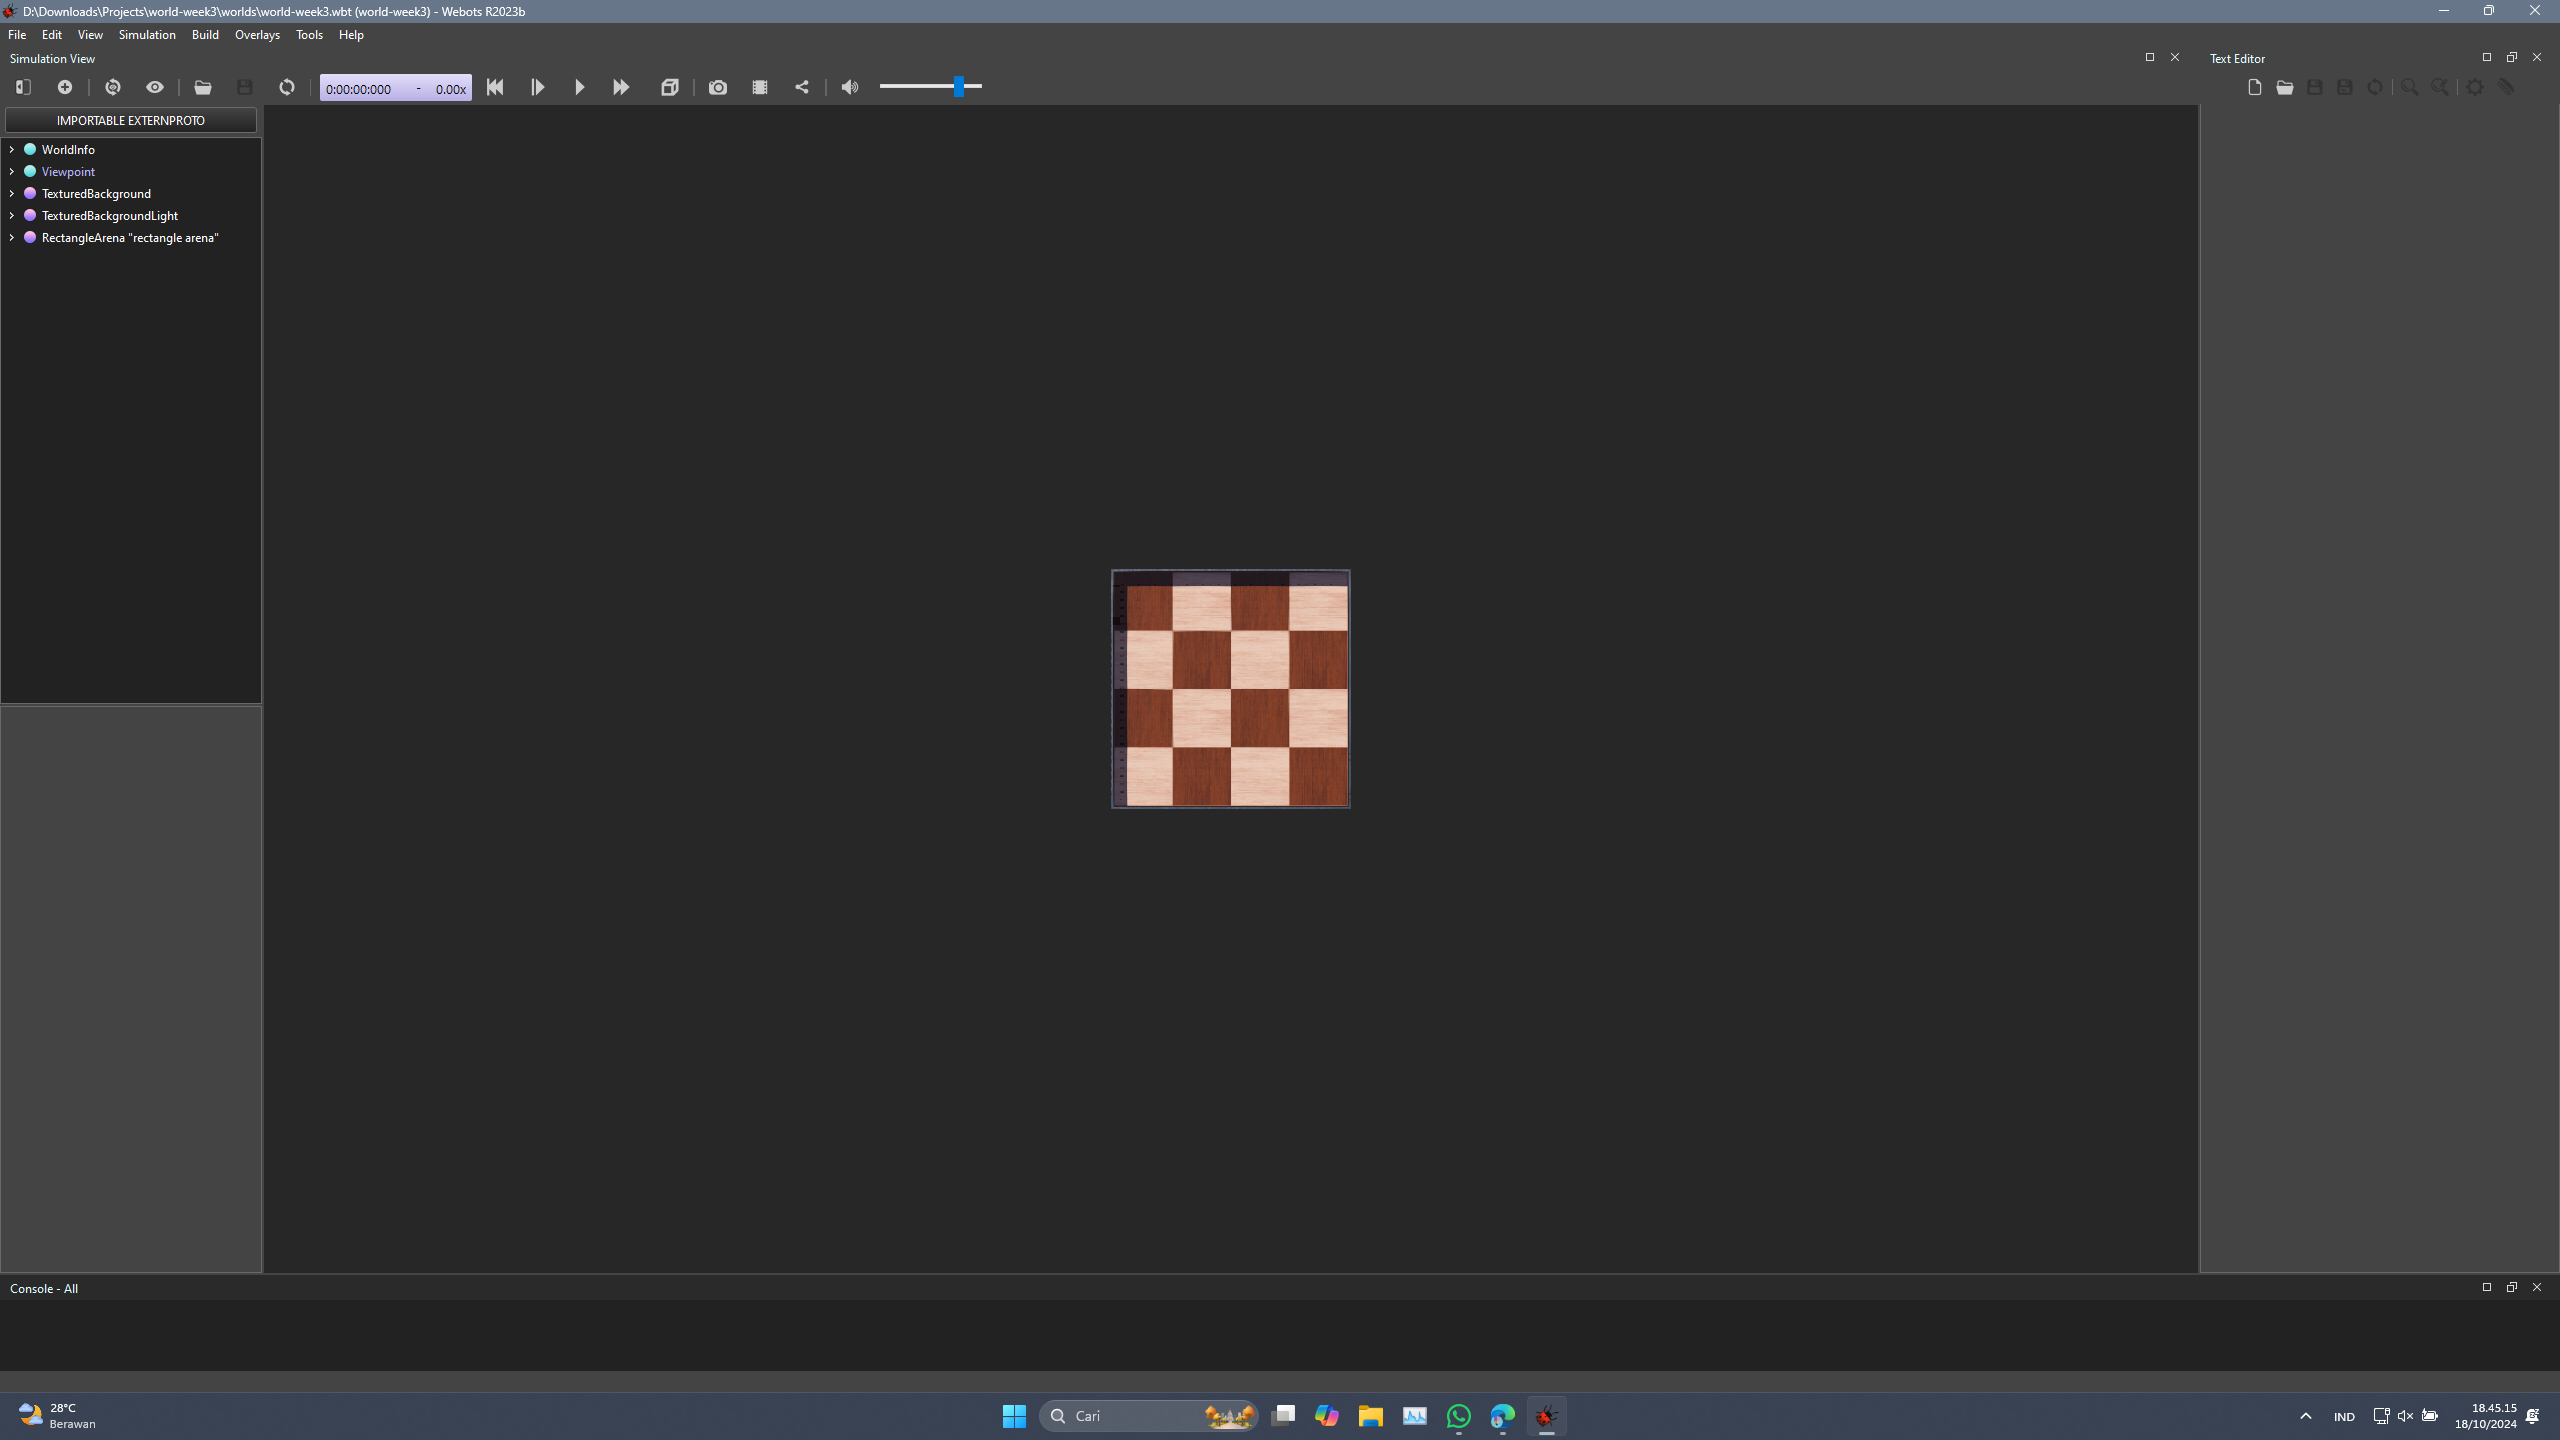 D:\Downloads\Projects\world-week3\worlds\world-week3.wbt (world-week3) - Webots R2023b
File Edit View Simulation Build Overlays Tools Help
Simulation View
Text Editor
0:00:00:000 - 0.00x
IMPORTABLE EXTERNPROTO
WorldInfo
Viewpoint
TexturedBackground
TexturedBackgroundLight
RectangleArena "rectangle arena"
Console - All
28°C
Berawan
Cari
IND
18.45.15
18/10/2024